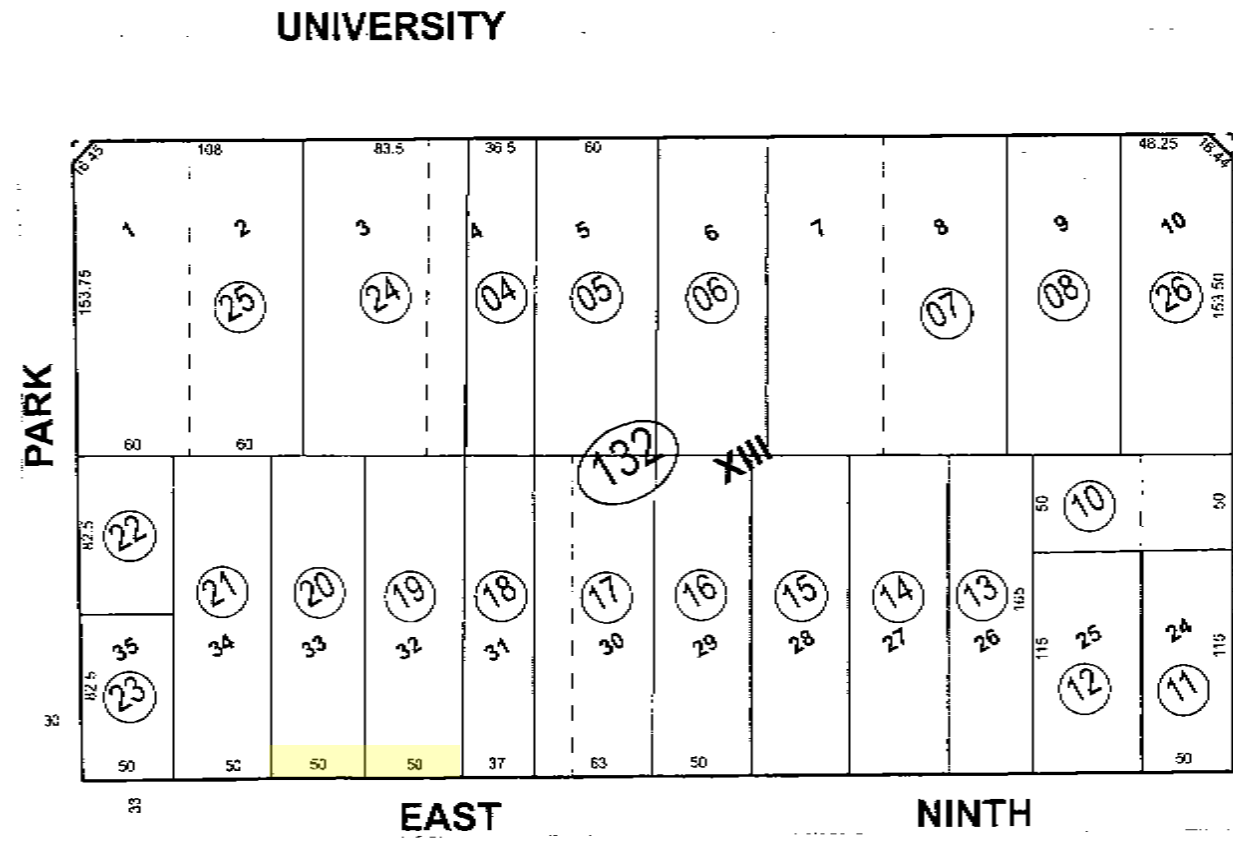 UNIVERSITY
16.45 108 83.5 36.5 60 48.25 16.44
1 2 3 4 5 6 7 8 9 10
153.75 25 24 04 05 06 07 08 26 153.50
PARK
60 60 132 XIII
82.5 22 50 10 50
21 20 19 18 17 16 15 14 13 165
35 34 33 32 31 30 29 28 27 26 115 25 24 115
82.5 23 12 11
30
50 50 50 50 37 63 50 50
33
EAST NINTH